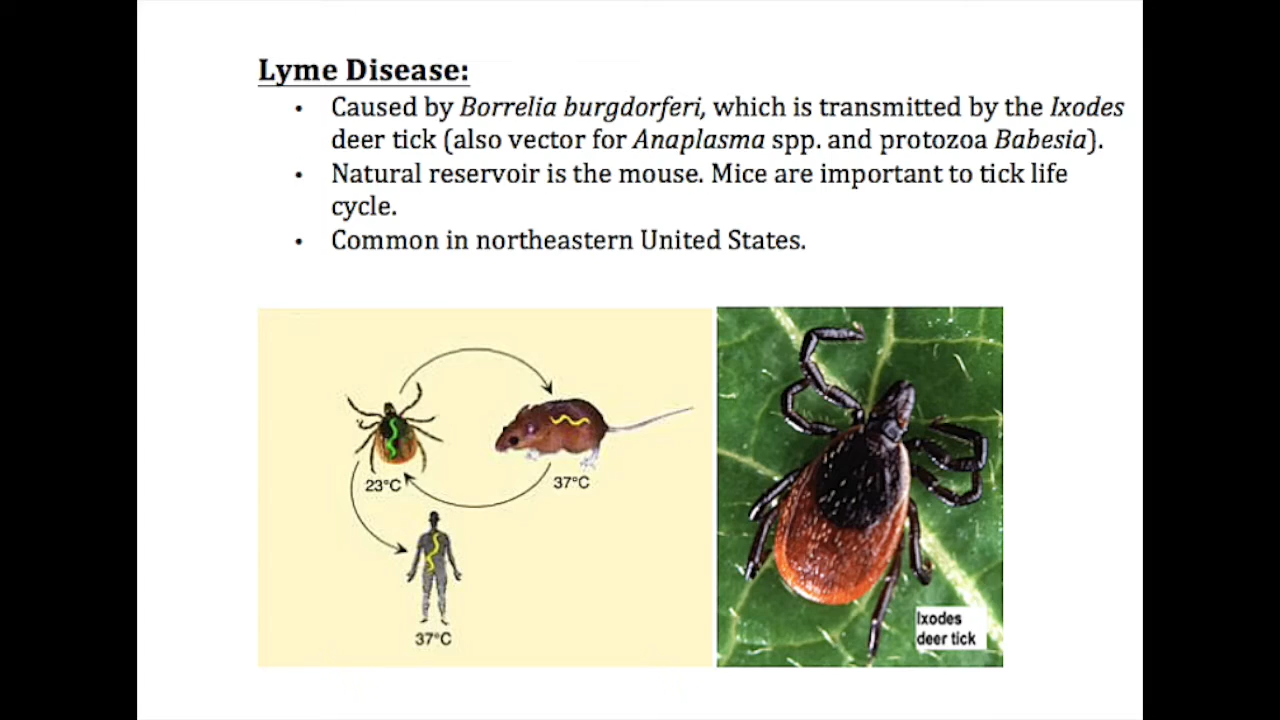 Lyme Disease:
• Caused by Borrelia burgdorferi, which is transmitted by the Ixodes
deer tick (also vector for Anaplasma spp. and protozoa Babesia).
• Natural reservoir is the mouse. Mice are important to tick life
cycle.
• Common in northeastern United States.
23°C
37°C
37°C
Ixodes
deer tick